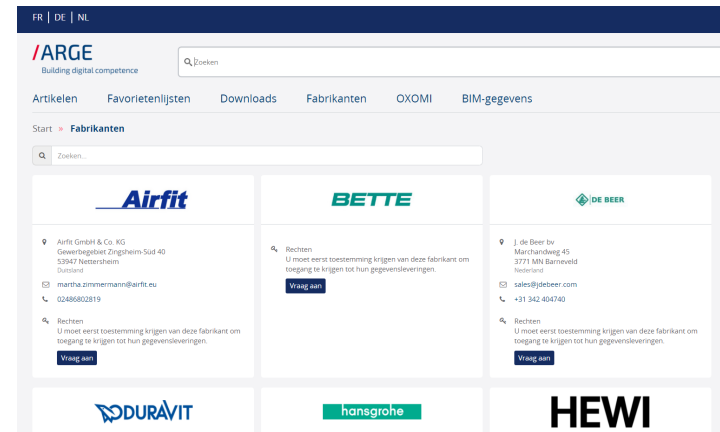 FR | DE | NL
/ARGE
Building digital competence
Zoeken
Artikelen Favorietenlijsten Downloads Fabrikanten OXOMI BIM-gegevens
Start » Fabrikanten
Zoeken...
Airfit
Airfit GmbH & Co. KG
Gewerbegebiet Zingsheim-Süd 40
53947 Nettersheim
Duitsland
martha.zimmermann@airfit.eu
02486802819
Rechten
U moet eerst toestemming krijgen van deze fabrikant om
toegang te krijgen tot hun gegevensleveringen.
Vraag aan
BETTE
Rechten
U moet eerst toestemming krijgen van deze fabrikant om
toegang te krijgen tot hun gegevensleveringen.
Vraag aan
DE BEER
J. de Beer bv
Marchandweg 45
3771 MN Barneveld
Nederland
sales@jdebeer.com
+31 342 404740
Rechten
U moet eerst toestemming krijgen van deze fabrikant om
toegang te krijgen tot hun gegevensleveringen.
Vraag aan
DURAVIT
hansgrohe
HEWI